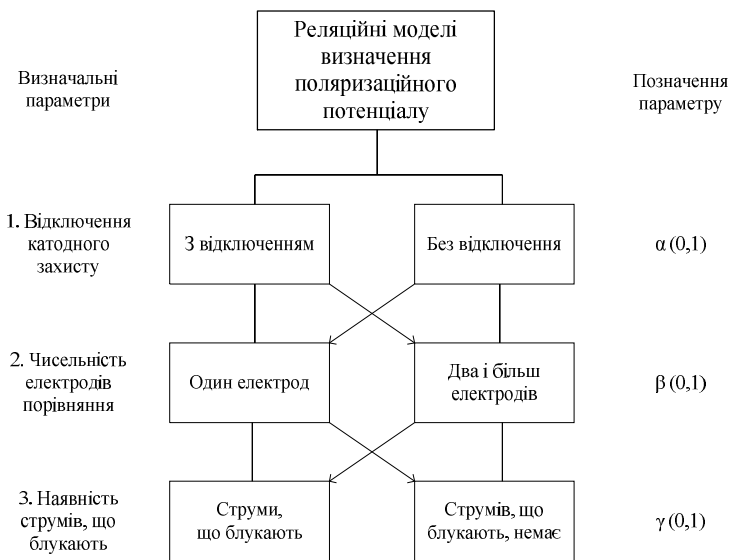 Реляційні моделі
визначення
поляризаційного
потенціалу
Визначальні
параметри
Позначення
параметру
1. Відключення
катодного
захисту
З відключенням
Без відключення
α (0,1)
2. Чисельність
електродів
порівняння
Один електрод
Два і більш
електродів
β (0,1)
3. Наявність
струмів, що
блукають
Струми,
що блукають
Струмів, що
блукають, немає
γ (0,1)